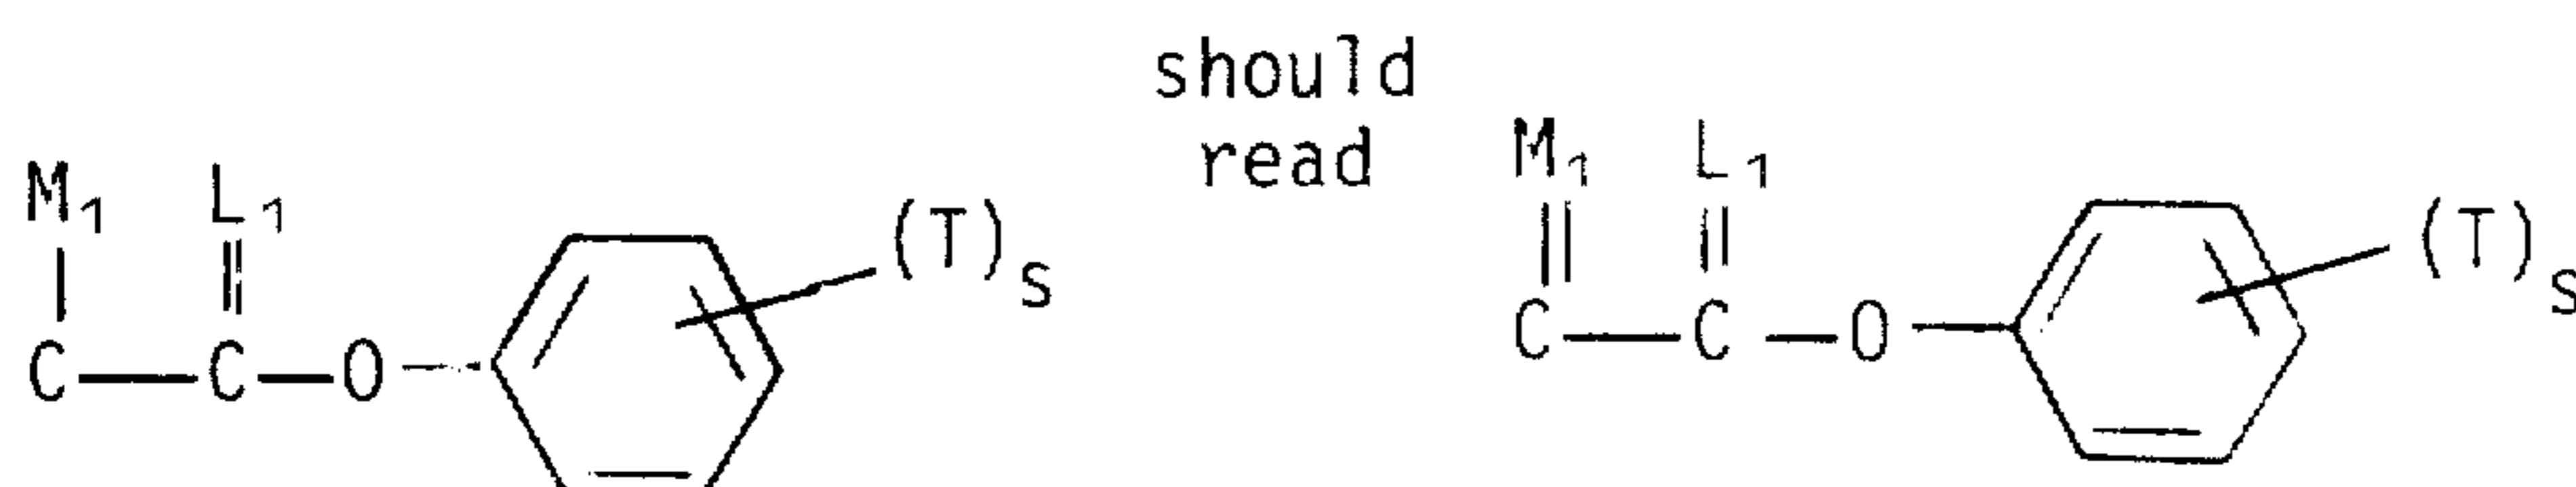 should
read
M₁ L₁ (T)s
C C O
M₁ L₁ (T)s
C C O